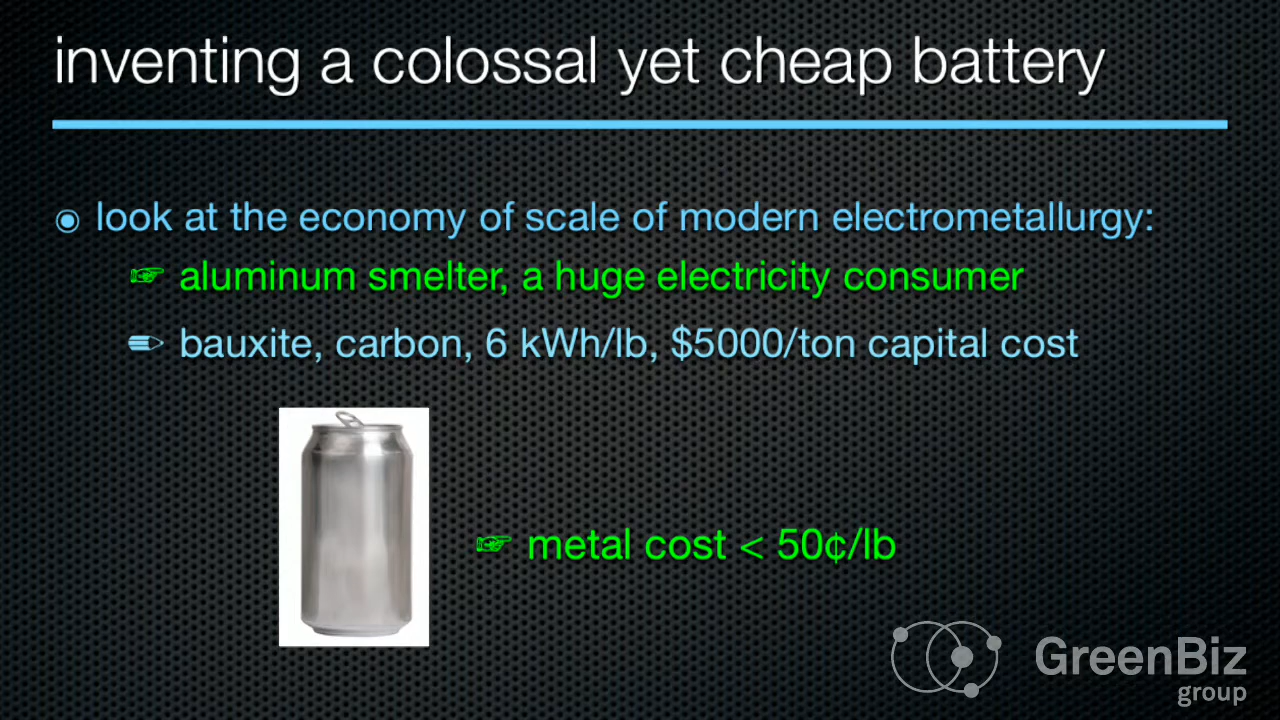 inventing a colossal yet cheap battery
◉ look at the economy of scale of modern electrometallurgy:
☞ aluminum smelter, a huge electricity consumer
✏ bauxite, carbon, 6 kWh/lb, $5000/ton capital cost
☞ metal cost < 50¢/lb
GreenBiz
group